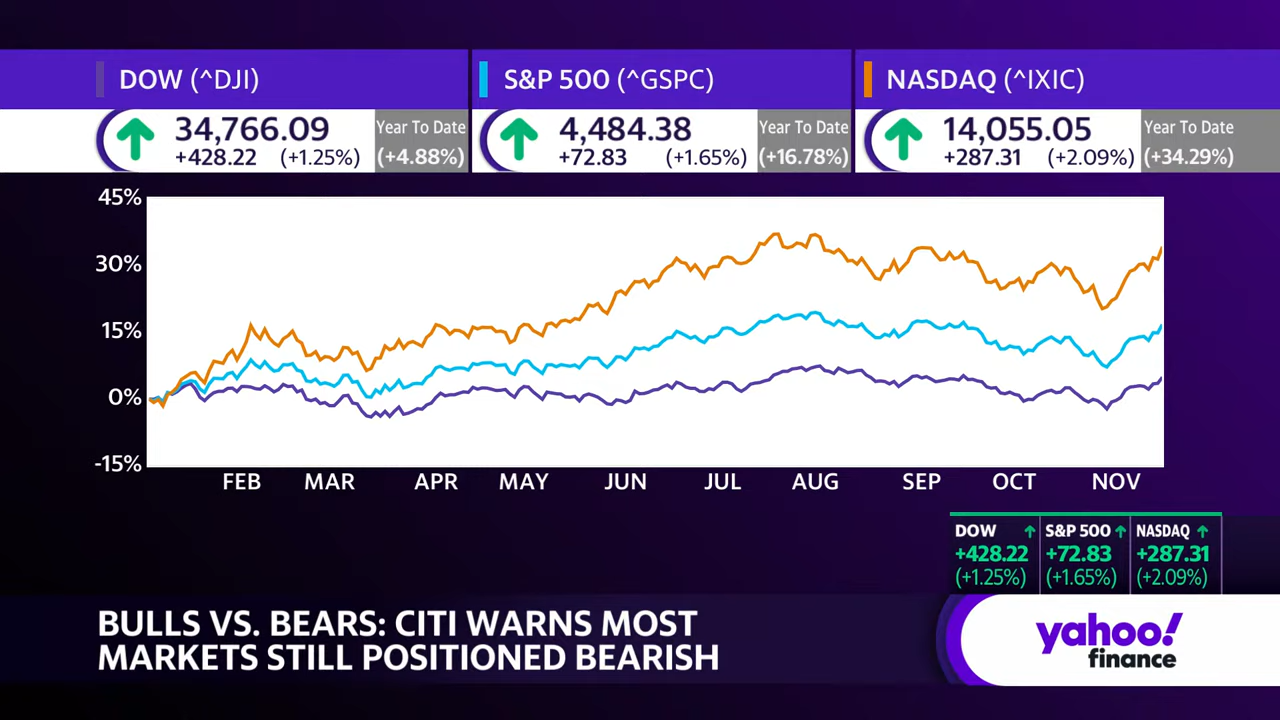 DOW (^DJI)
34,766.09
+428.22 (+1.25%)
Year To Date
(+4.88%)
S&P 500 (^GSPC)
4,484.38
+72.83 (+1.65%)
Year To Date
(+16.78%)
NASDAQ (^IXIC)
14,055.05
+287.31 (+2.09%)
Year To Date
(+34.29%)
45%
30%
15%
0%
-15%
FEB MAR APR MAY JUN JUL AUG SEP OCT NOV
DOW
+428.22
(+1.25%)
S&P 500
+72.83
(+1.65%)
NASDAQ
+287.31
(+2.09%)
BULLS VS. BEARS: CITI WARNS MOST
MARKETS STILL POSITIONED BEARISH
yahoo!
finance